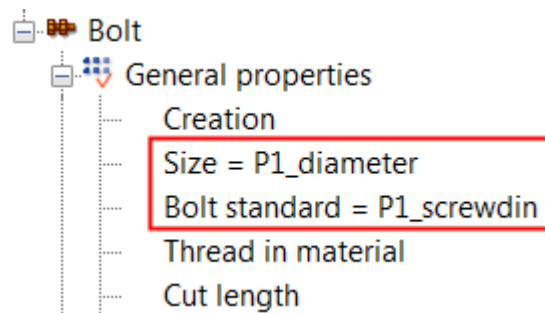 Bolt
General properties
Creation
Size = P1_diameter
Bolt standard = P1_screwdin
Thread in material
Cut length